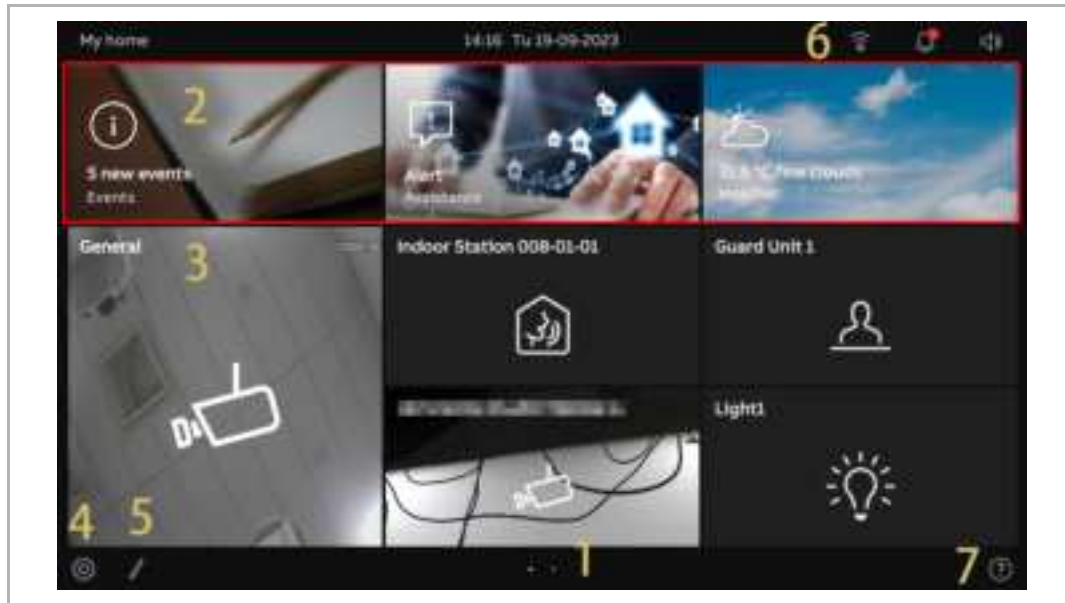 My home
14:16 Tu 19-09-2023
6
2
5 new events
Events
Alert
Assistance
General
3
Indoor Station 008-01-01
Guard Unit 1
Light1
4
5
1
7